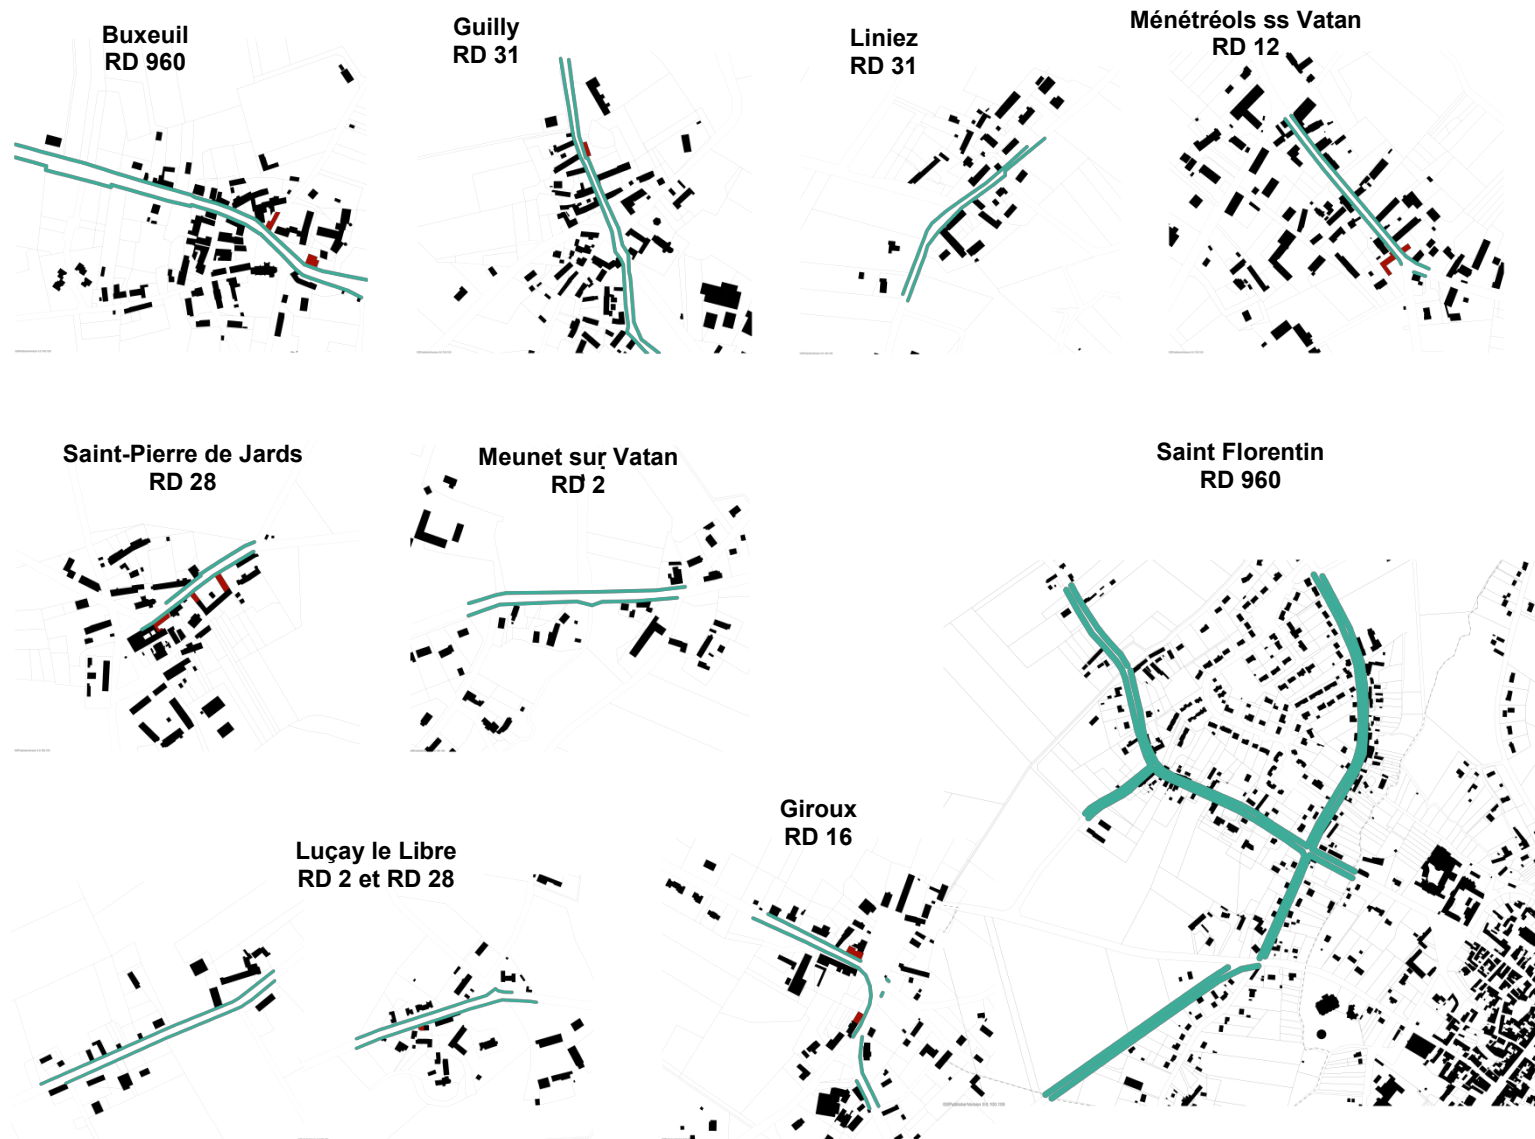 Buxeuil
RD 960
Guilly
RD 31
Liniez
RD 31
Ménétréols ss Vatan
RD 12
Saint-Pierre de Jards
RD 28
Meunet sur Vatan
RD 2
Saint Florentin
RD 960
Luçay le Libre
RD 2 et RD 28
Giroux
RD 16